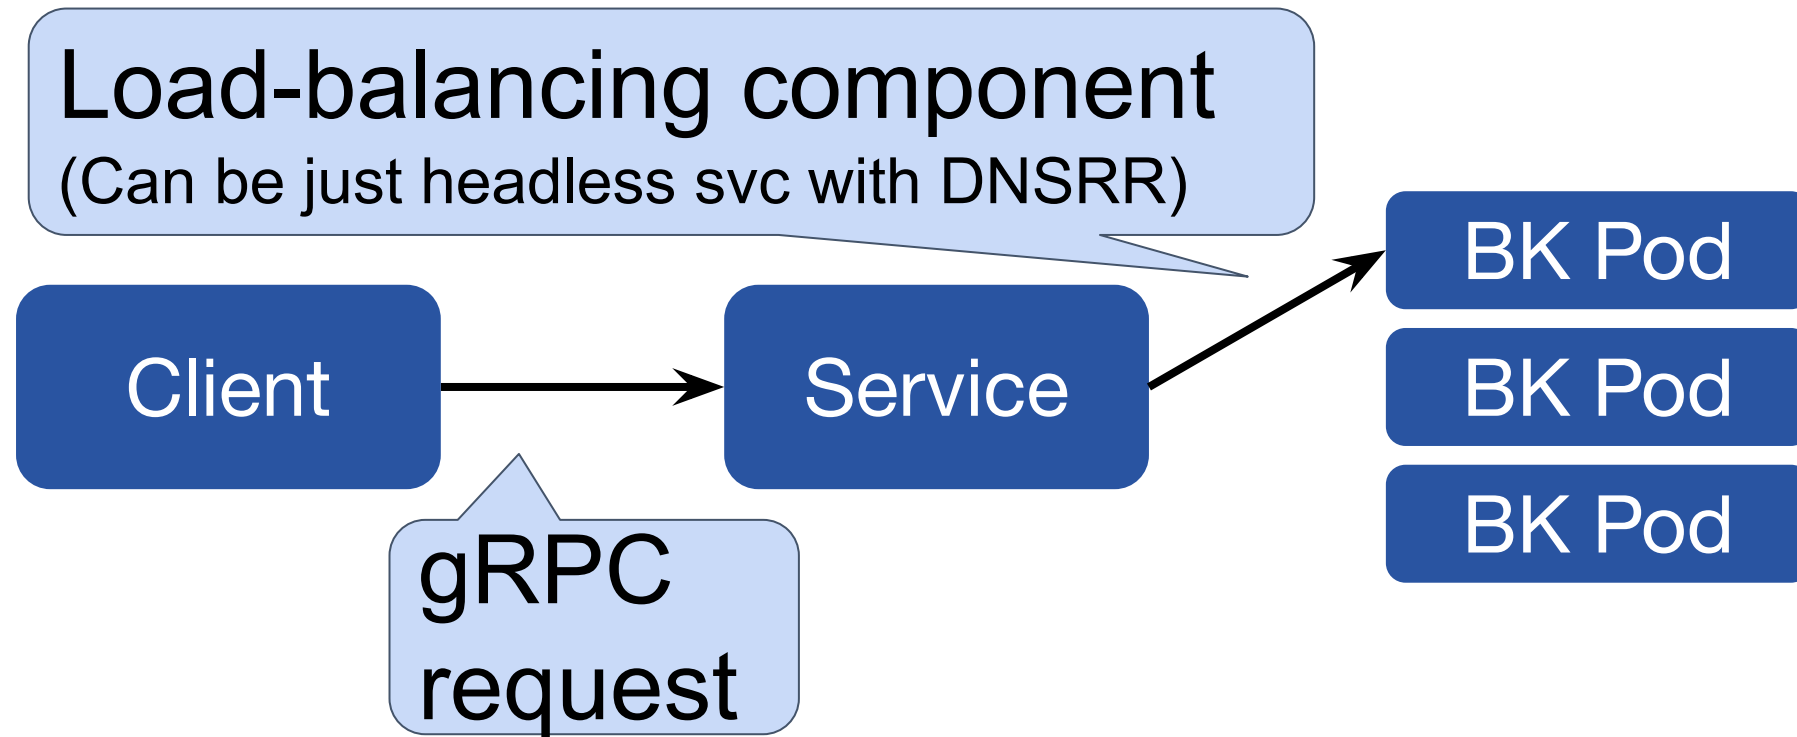 Load-balancing component
(Can be just headless svc with DNSRR)
Client
Service
BK Pod
BK Pod
BK Pod
gRPC
request